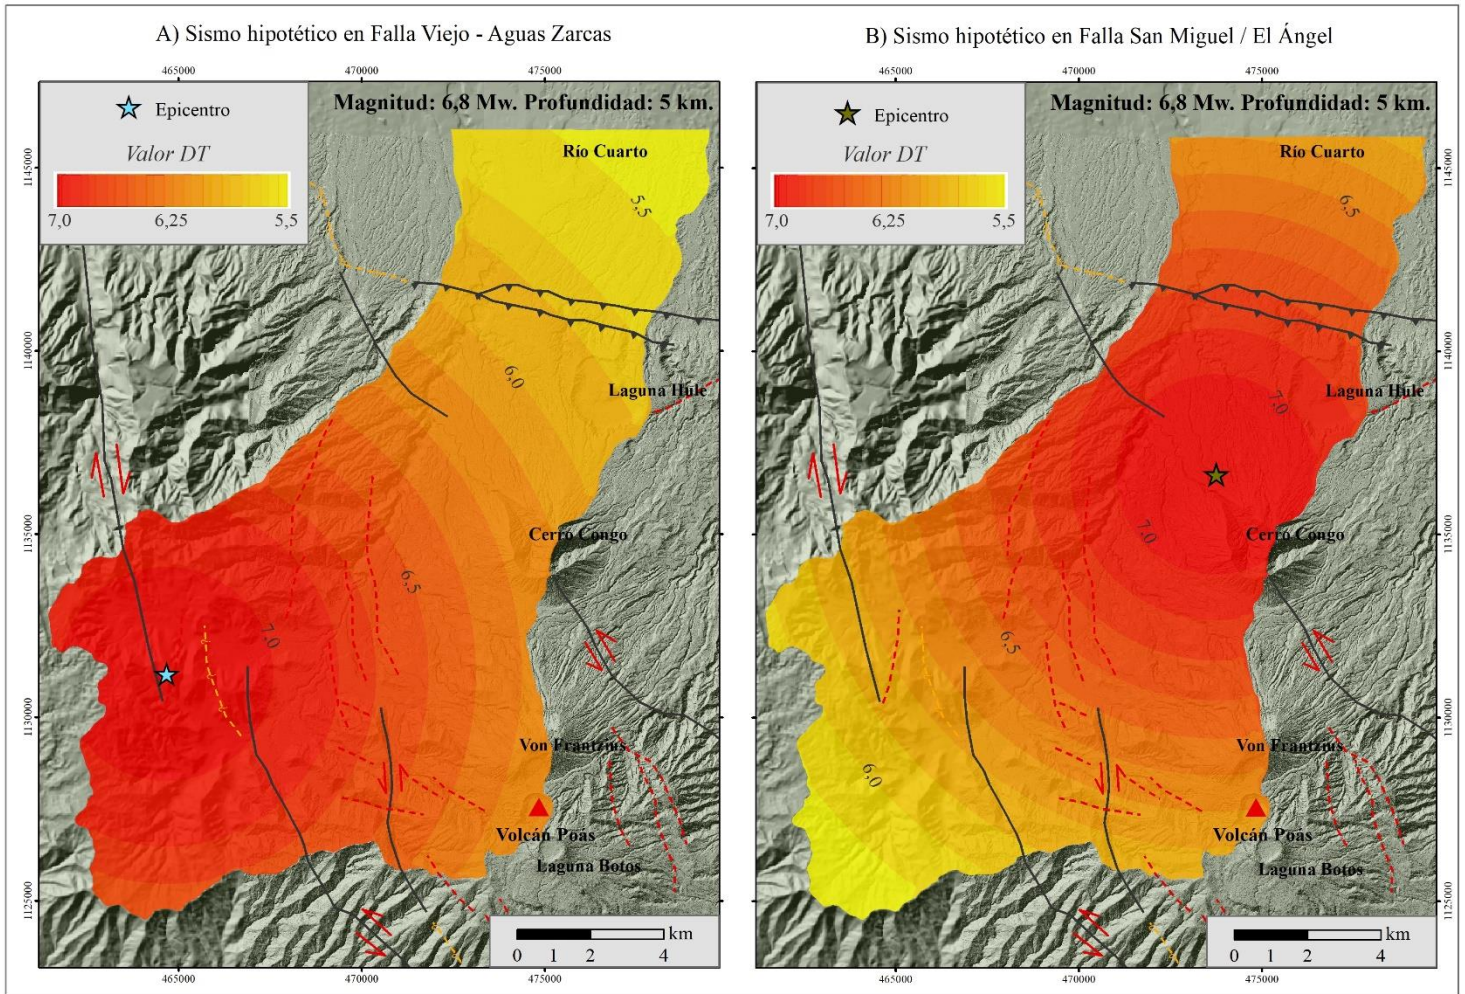 A) Sismo hipotético en Falla Viejo - Aguas Zarcas
465000
470000
475000
Epicentro
Valor DT
7,0
6,25
5,5
Magnitud: 6,8 Mw. Profundidad: 5 km.
Río Cuarto
1145000
5,5
1140000
6,0
Laguna Hule
1135000
Cerro Congo
6,5
7,0
1130000
Von Frantzius
Volcán Poas
Laguna Botos
1125000
km
0 1 2 4
465000
470000
475000
B) Sismo hipotético en Falla San Miguel / El Ángel
465000
470000
475000
Epicentro
Valor DT
7,0
6,25
5,5
Magnitud: 6,8 Mw. Profundidad: 5 km.
Río Cuarto
1145000
6,5
1140000
Laguna Hule
7,0
7,0
1135000
Cerro Congo
6,5
1130000
Von Frantzius
6,0
Volcán Poas
Laguna Botos
1125000
km
0 1 2 4
465000
470000
475000